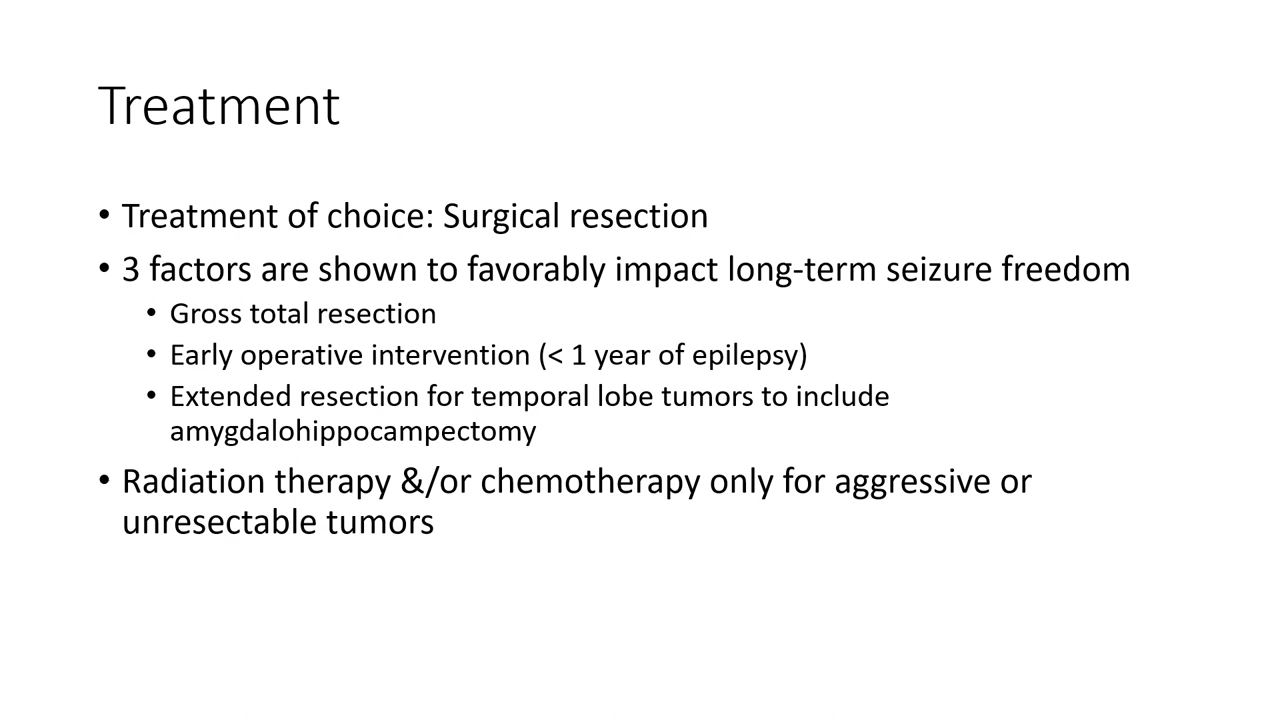 Treatment
• Treatment of choice: Surgical resection
• 3 factors are shown to favorably impact long-term seizure freedom
• Gross total resection
• Early operative intervention (< 1 year of epilepsy)
• Extended resection for temporal lobe tumors to include
amygdalohippocampectomy
• Radiation therapy &/or chemotherapy only for aggressive or
unresectable tumors